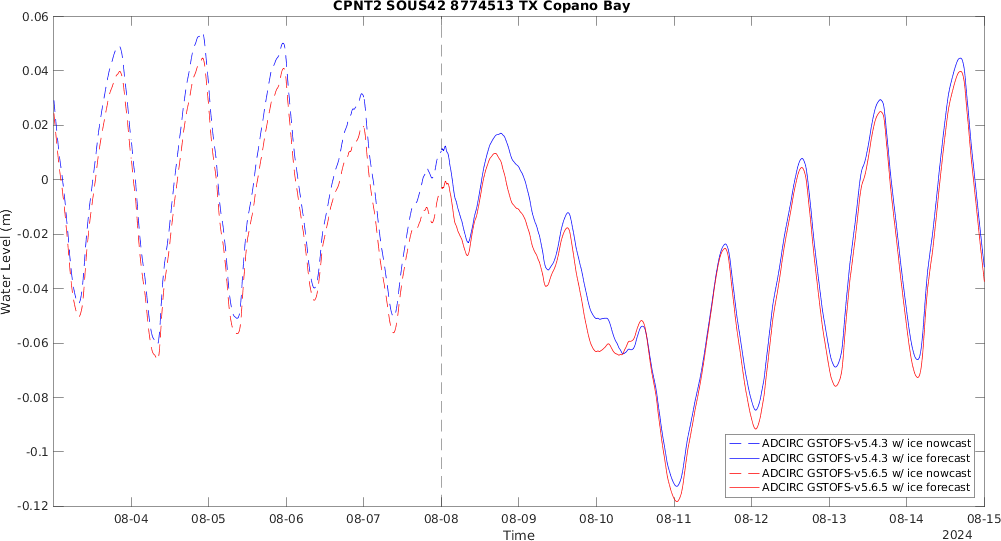 CPNT2 SOUS42 8774513 TX Copano Bay
Water Level (m)
0.06
0.04
0.02
0
-0.02
-0.04
-0.06
-0.08
-0.1
-0.12
ADCIRC GSTOFS-v5.4.3 w/ ice nowcast
ADCIRC GSTOFS-v5.4.3 w/ ice forecast
ADCIRC GSTOFS-v5.6.5 w/ ice nowcast
ADCIRC GSTOFS-v5.6.5 w/ ice forecast
08-04 08-05 08-06 08-07 08-08 08-09 08-10 08-11 08-12 08-13 08-14 08-15
Time
2024